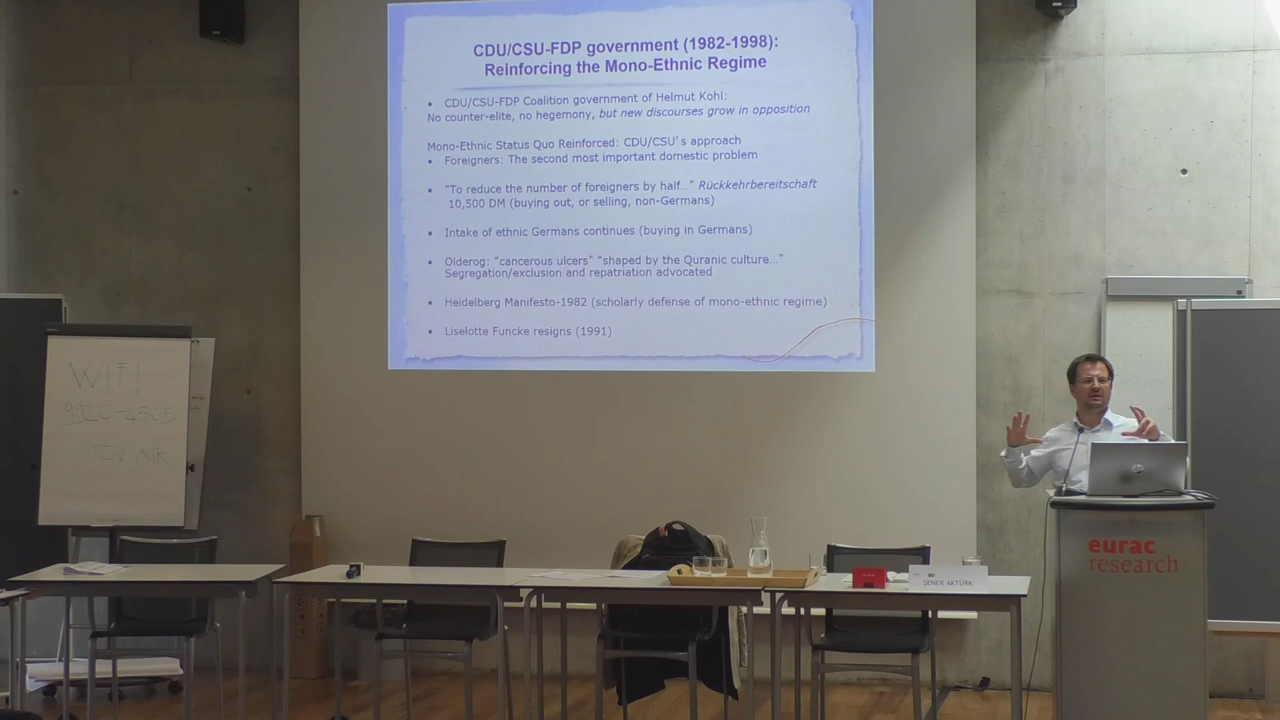 CDU/CSU-FDP government (1982-1998):
Reinforcing the Mono-Ethnic Regime
• CDU/CSU-FDP Coalition government of Helmut Kohl:
No counter-elite, no hegemony, but new discourses grow in opposition
Mono-Ethnic Status Quo Reinforced: CDU/CSU's approach
• Foreigners: The second most important domestic problem
• "To reduce the number of foreigners by half…" Rückkehrbereitschaft
10,500 DM (buying out, or selling, non-Germans)
• Intake of ethnic Germans continues (buying in Germans)
• Olderog: "cancerous ulcers" "shaped by the Quranic culture…"
Segregation/exclusion and repatriation advocated
• Heidelberg Manifesto-1982 (scholarly defense of mono-ethnic regime)
• Liselotte Funcke resigns (1991)
WIFI
eurac
research
ŞENER AKTÜRK